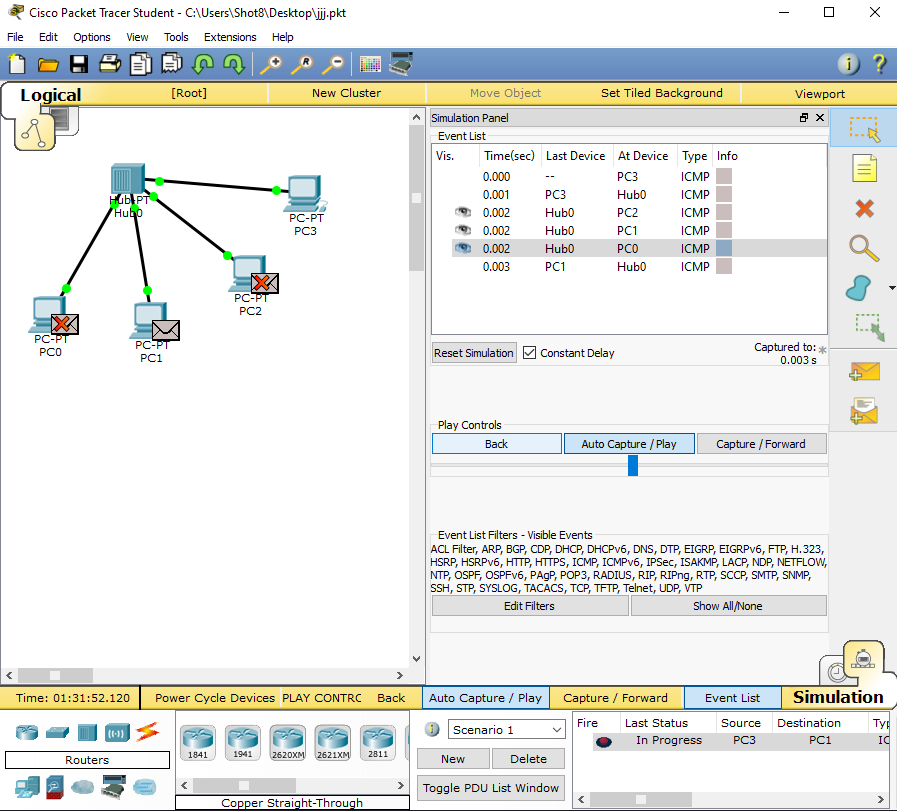 Cisco Packet Tracer Student - C:\Users\Shot8\Desktop\jjj.pkt
File Edit Options View Tools Extensions Help
Logical [Root] New Cluster Move Object Set Tiled Background Viewport
Hub-PT
Hub0
PC-PT
PC3
PC-PT
PC2
PC-PT
PC0
PC-PT
PC1
Simulation Panel
Event List
Vis. Time(sec) Last Device At Device Type Info
0.000 -- PC3 ICMP
0.001 PC3 Hub0 ICMP
0.002 Hub0 PC2 ICMP
0.002 Hub0 PC1 ICMP
0.002 Hub0 PC0 ICMP
0.003 PC1 Hub0 ICMP
Reset Simulation Constant Delay Captured to: *
0.003 s
Play Controls
Back Auto Capture / Play Capture / Forward
Event List Filters - Visible Events
ACL Filter, ARP, BGP, CDP, DHCP, DHCPv6, DNS, DTP, EIGRP, EIGRPv6, FTP, H.323,
HSRP, HSRPv6, HTTP, HTTPS, ICMP, ICMPv6, IPSec, ISAKMP, LACP, NDP, NETFLOW,
NTP, OSPF, OSPFv6, PAgP, POP3, RADIUS, RIP, RIPng, RTP, SCCP, SMTP, SNMP,
SSH, STP, SYSLOG, TACACS, TCP, TFTP, Telnet, UDP, VTP
Edit Filters Show All/None
Time: 01:31:52.120 Power Cycle Devices PLAY CONTRC Back Auto Capture / Play Capture / Forward Event List Simulation
Routers
1841 1941 2620XM 2621XM 2811
Copper Straight-Through
Scenario 1
New Delete
Toggle PDU List Window
Fire Last Status Source Destination Typ
In Progress PC3 PC1 IC